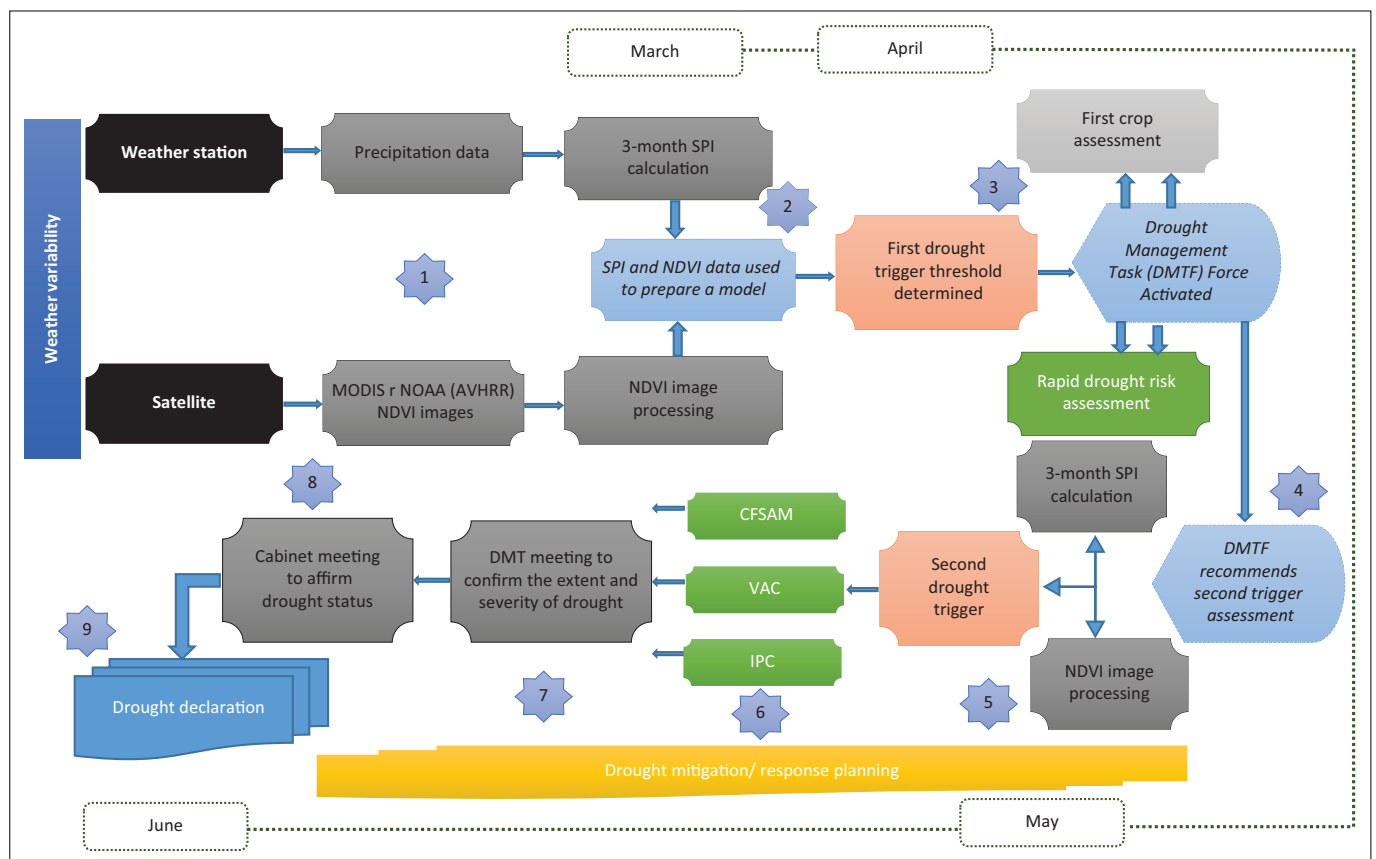 March
April
Weather variability
Weather station
Precipitation data
3-month SPI
calculation
First crop
assessment
1
2
3
SPI and NDVI data used
to prepare a model
First drought
trigger threshold
determined
Drought
Management
Task (DMTF) Force
Activated
Satellite
MODIS r NOAA (AVHRR)
NDVI images
NDVI image
processing
Rapid drought risk
assessment
3-month SPI
calculation
4
DMTF
recommends
second trigger
assessment
NDVI image
processing
5
Second
drought
trigger
CFSAM
VAC
IPC
6
DMT meeting to
confirm the extent and
severity of drought
7
8
Cabinet meeting
to affirm
drought status
9
Drought declaration
Drought mitigation/ response planning
June
May